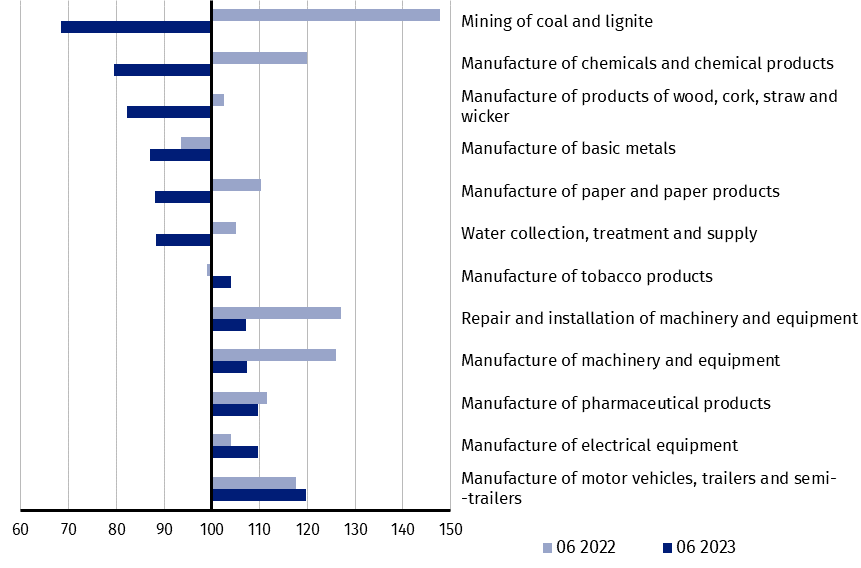 Mining of coal and lignite
Manufacture of chemicals and chemical products
Manufacture of products of wood, cork, straw and
wicker
Manufacture of basic metals
Manufacture of paper and paper products
Water collection, treatment and supply
Manufacture of tobacco products
Repair and installation of machinery and equipment
Manufacture of machinery and equipment
Manufacture of pharmaceutical products
Manufacture of electrical equipment
Manufacture of motor vehicles, trailers and semi-
-trailers
60 70 80 90 100 110 120 130 140 150
06 2022 06 2023